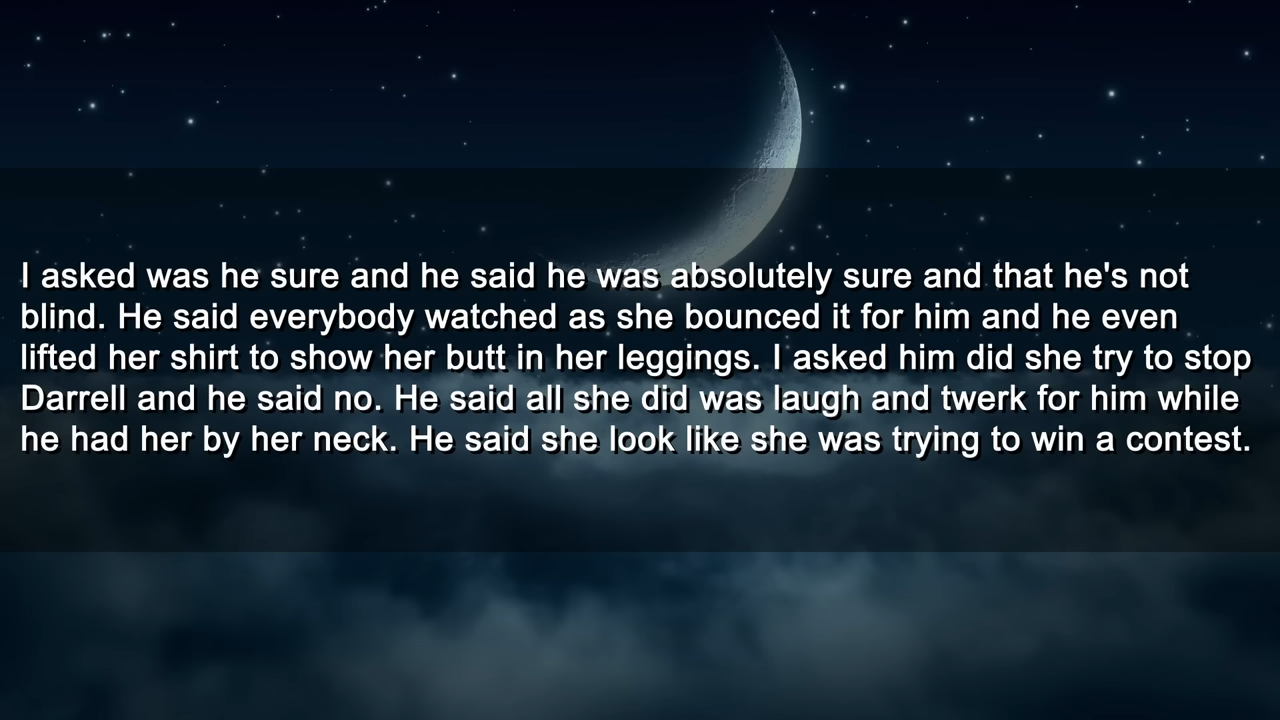 I asked was he sure and he said he was absolutely sure and that he's not
blind. He said everybody watched as she bounced it for him and he even
lifted her shirt to show her butt in her leggings. I asked him did she try to stop
Darrell and he said no. He said all she did was laugh and twerk for him while
he had her by her neck. He said she look like she was trying to win a contest.